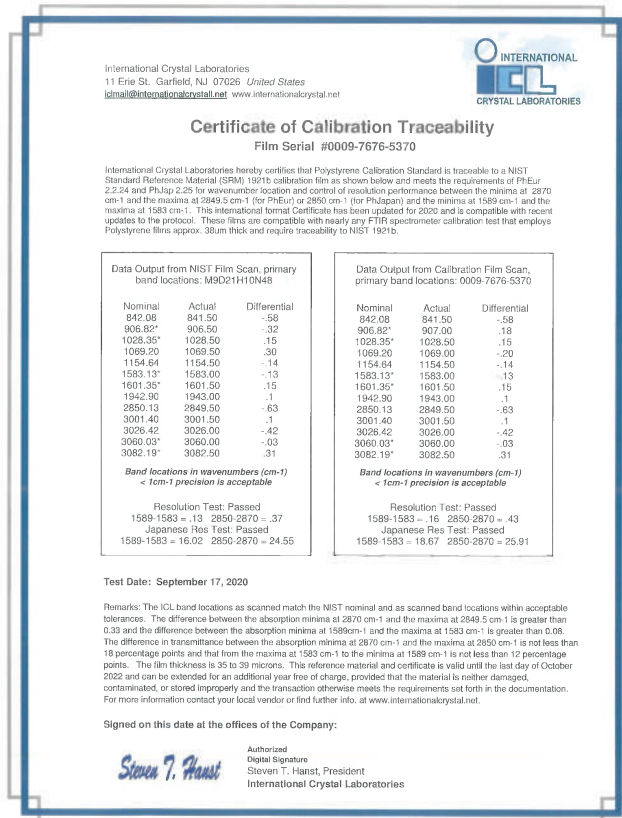 International Crystal Laboratories
11 Erie St. Garfield, NJ 07026 United States
iclmail@internationalcrystall.net www.internationalcrystal.net
INTERNATIONAL
ICL
CRYSTAL LABORATORIES
Certificate of Calibration Traceability
Film Serial #0009-7676-5370
International Crystal Laboratories hereby certifies that Polystyrene Calibration Standard is traceable to a NIST
Standard Reference Material (SRM) 1921b calibration film as shown below and meets the requirements of PhEur
2.2.24 and PhJap 2.25 for wavenumber location and control of resolution performance between the minima at 2870
cm-1 and the maxima at 2849.5 cm-1 (for PhEur) or 2850 cm-1 (for PhJapan) and the minima at 1589 cm-1 and the
maxima at 1583 cm-1. This international format Certificate has been updated for 2020 and is compatible with recent
updates to the protocol. These films are compatible with nearly any FTIR spectrometer calibration test that employs
Polystyrene films approx. 38um thick and require traceability to NIST 1921b.
Data Output from NIST Film Scan, primary
band locations: M9D21H10N48
Nominal Actual Differential
842.08 841.50 -.58
906.82* 906.50 -.32
1028.35* 1028.50 .15
1069.20 1069.50 .30
1154.64 1154.50 -.14
1583.13* 1583.00 -.13
1601.35* 1601.50 .15
1942.90 1943.00 .1
2850.13 2849.50 -.63
3001.40 3001.50 .1
3026.42 3026.00 -.42
3060.03* 3060.00 -.03
3082.19* 3082.50 .31
Band locations in wavenumbers (cm-1)
< 1cm-1 precision is acceptable
Resolution Test: Passed
1589-1583 = .13 2850-2870 = .37
Japanese Res Test: Passed
1589-1583 = 16.02 2850-2870 = 24.55
Data Output from Calibration Film Scan,
primary band locations: 0009-7676-5370
Nominal Actual Differential
842.08 841.50 -.58
906.82* 907.00 .18
1028.35* 1028.50 .15
1069.20 1069.00 -.20
1154.64 1154.50 -.14
1583.13* 1583.00 -.13
1601.35* 1601.50 .15
1942.90 1943.00 .1
2850.13 2849.50 -.63
3001.40 3001.50 .1
3026.42 3026.00 -.42
3060.03* 3060.00 -.03
3082.19* 3082.50 .31
Band locations in wavenumbers (cm-1)
< 1cm-1 precision is acceptable
Resolution Test: Passed
1589-1583 = .16 2850-2870 = .43
Japanese Res Test: Passed
1589-1583 = 18.67 2850-2870 = 25.91
Test Date: September 17, 2020
Remarks: The ICL band locations as scanned match the NIST nominal and as scanned band locations within acceptable
tolerances. The difference between the absorption minima at 2870 cm-1 and the maxima at 2849.5 cm-1 is greater than
0.33 and the difference between the absorption minima at 1589cm-1 and the maxima at 1583 cm-1 is greater than 0.08.
The difference in transmittance between the absorption minima at 2870 cm-1 and the maxima at 2850 cm-1 is not less than
18 percentage points and that from the maxima at 1583 cm-1 to the minima at 1589 cm-1 is not less than 12 percentage
points. The film thickness is 35 to 39 microns. This reference material and certificate is valid until the last day of October
2022 and can be extended for an additional year free of charge, provided that the material is neither damaged,
contaminated, or stored improperly and the transaction otherwise meets the requirements set forth in the documentation.
For more information contact your local vendor or find further info. at www.internationalcrystal.net.
Signed on this date at the offices of the Company:
Steven T. Hanst
Authorized
Digital Signature
Steven T. Hanst, President
International Crystal Laboratories